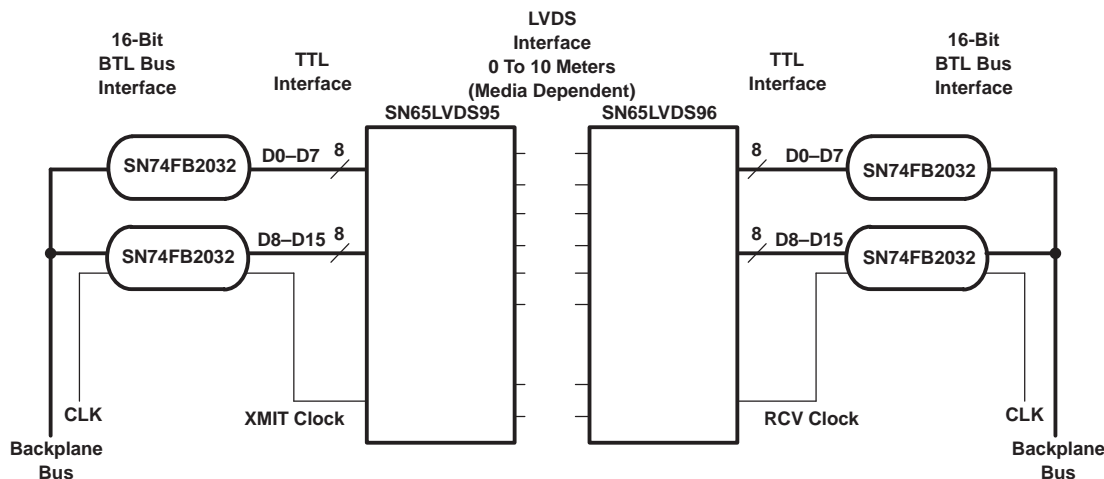 16-Bit
BTL Bus
Interface
TTL
Interface
LVDS
Interface
0 To 10 Meters
(Media Dependent)
TTL
Interface
16-Bit
BTL Bus
Interface
SN65LVDS95
SN65LVDS96
SN74FB2032
D0–D7
8
8
D0–D7
SN74FB2032
SN74FB2032
D8–D15
8
8
D8–D15
SN74FB2032
CLK
XMIT Clock
RCV Clock
CLK
Backplane
Bus
Backplane
Bus